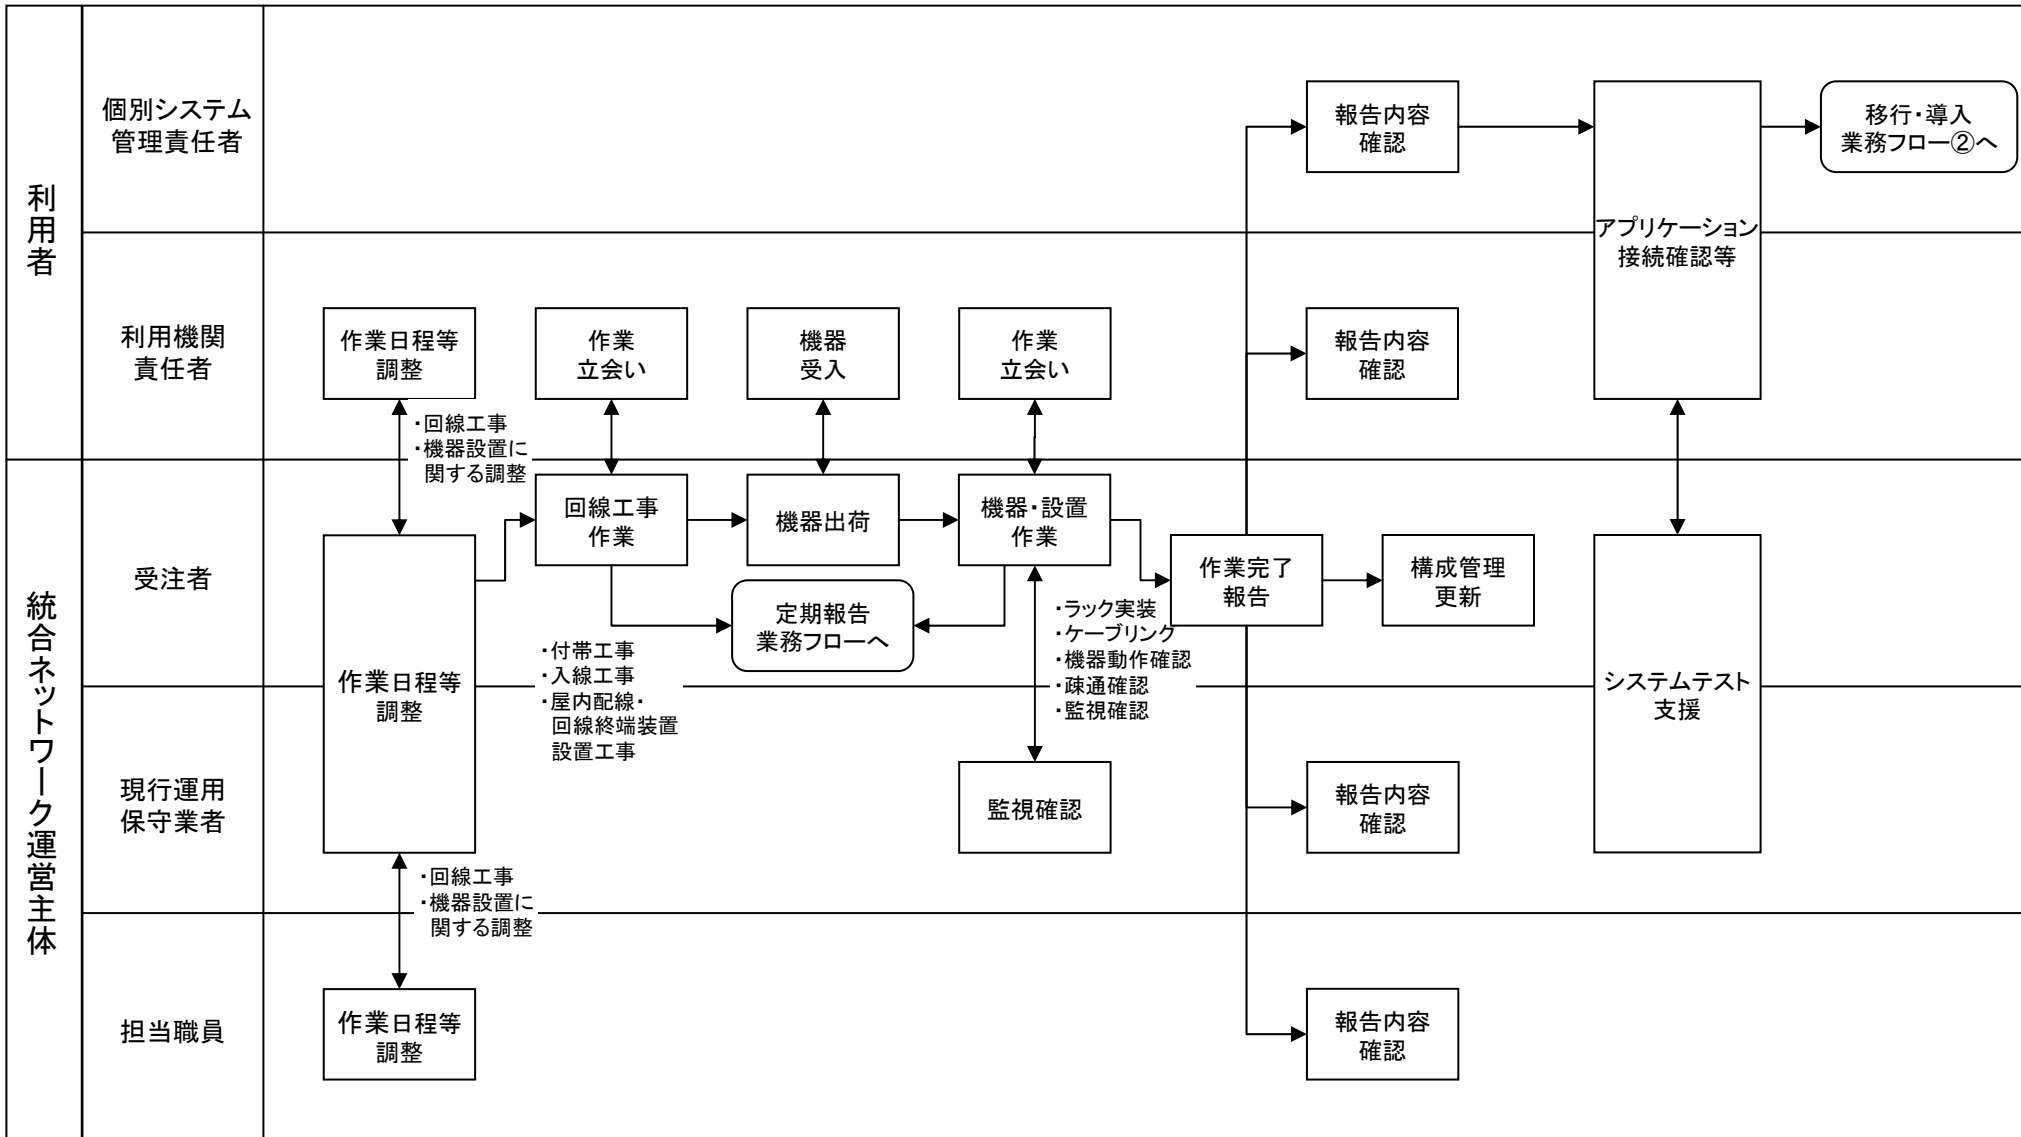 利用者
個別システム
管理責任者
報告内容
確認
アプリケーション
接続確認等
移行・導入
業務フロー②へ
利用機関
責任者
作業日程等
調整
作業
立会い
機器
受入
作業
立会い
報告内容
確認
・回線工事
・機器設置に
関する調整
統合ネットワーク運営主体
受注者
作業日程等
調整
回線工事
作業
機器出荷
機器・設置
作業
作業完了
報告
構成管理
更新
定期報告
業務フローへ
・付帯工事
・入線工事
・屋内配線・
回線終端装置
設置工事
・ラック実装
・ケーブリンク
・機器動作確認
・疎通確認
・監視確認
システムテスト
支援
現行運用
保守業者
監視確認
報告内容
確認
・回線工事
・機器設置に
関する調整
担当職員
作業日程等
調整
報告内容
確認